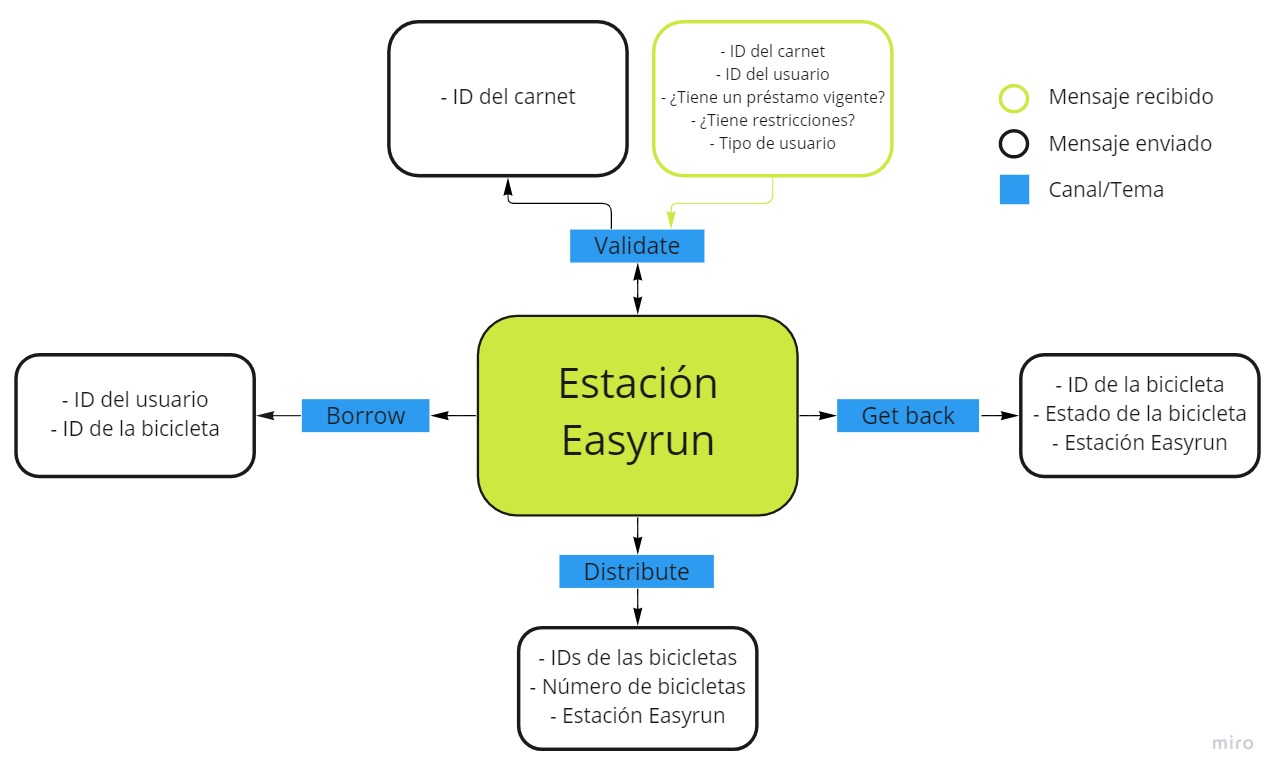 - ID del carnet
- ID del carnet
- ID del usuario
- ¿Tiene un préstamo vigente?
- ¿Tiene restricciones?
- Tipo de usuario
Mensaje recibido
Mensaje enviado
Canal/Tema
Validate
- ID del usuario
- ID de la bicicleta
Borrow
Estación
Easyrun
Get back
- ID de la bicicleta
- Estado de la bicicleta
- Estación Easyrun
Distribute
- IDs de las bicicletas
- Número de bicicletas
- Estación Easyrun
miro